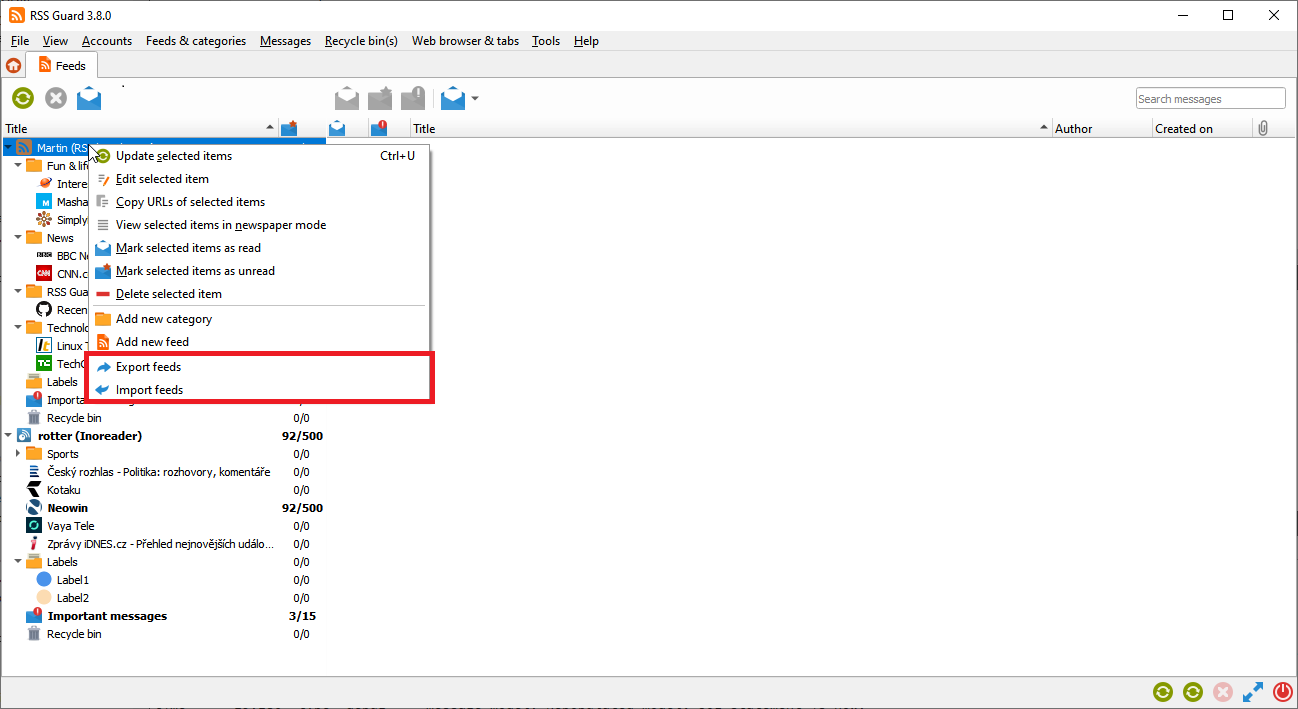 RSS Guard 3.8.0
File View Accounts Feeds & categories Messages Recycle bin(s) Web browser & tabs Tools Help
Feeds
Search messages
Title Title Author Created on
Martin (RS
Update selected items Ctrl+U
Fun & life
Edit selected item
Intere
Masha
Copy URLs of selected items
Simply
View selected items in newspaper mode
News
Mark selected items as read
BBC Ne
CNN.c
Mark selected items as unread
RSS Gua
Delete selected item
Recen
Add new category
Technolo
Linux T
Add new feed
TechC
Export feeds
Labels
Import feeds
Importa
Recycle bin 0/0
rotter (Inoreader) 92/500
Sports 0/0
Český rozhlas - Politika: rozhovory, komentáře 0/0
Kotaku 0/0
Neowin 92/500
Vaya Tele 0/0
Zprávy iDNES.cz - Přehled nejnovějších událo... 0/0
Labels 0/0
Label1 0/0
Label2 0/0
Important messages 3/15
Recycle bin 0/0